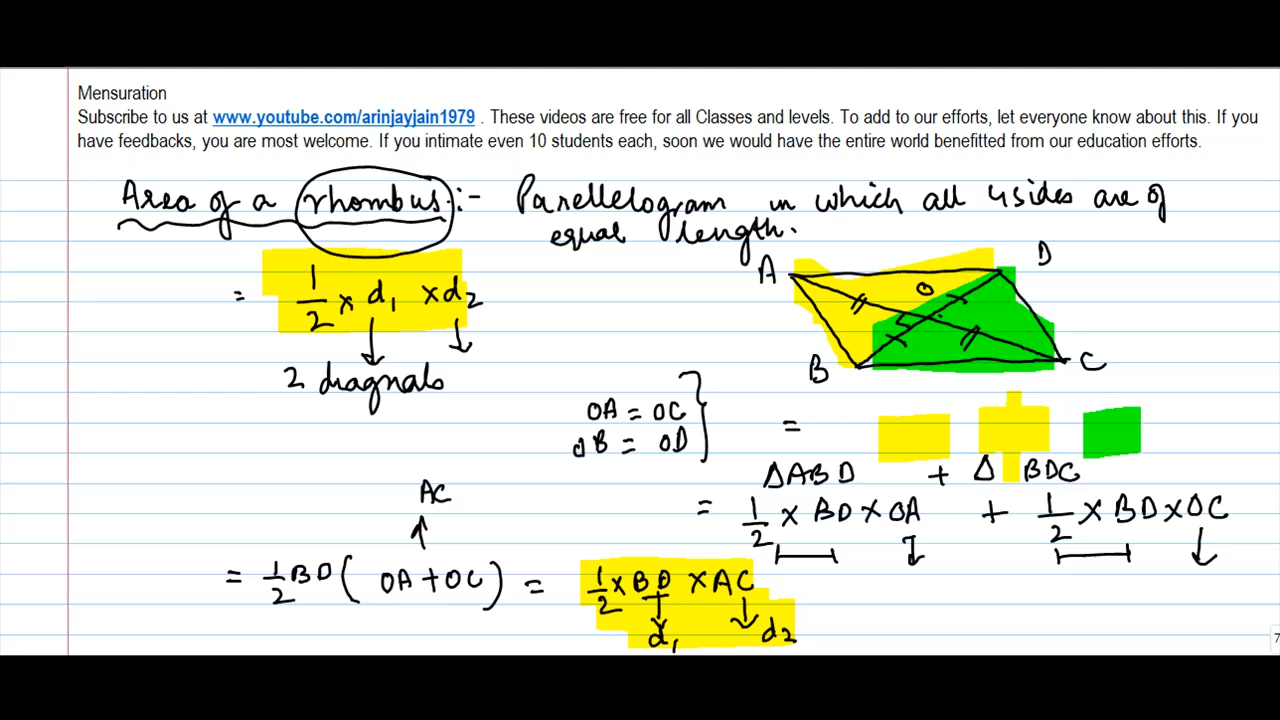 Mensuration
Subscribe to us at www.youtube.com/arinjayjain1979 . These videos are free for all Classes and levels. To add to our efforts, let everyone know about this. If you
have feedbacks, you are most welcome. If you intimate even 10 students each, soon we would have the entire world benefitted from our education efforts.
Area of a rhombus :- Parellelogram in which all 4 sides are of
equal length.
= 1/2 × d₁ × d₂
2 diagnals
A D
O
B C
OA = OC
OB = OD
=
ΔABD + Δ BDC
= 1/2 × BD × OA + 1/2 × BD × OC
AC
= 1/2 BD ( OA + OC ) = 1/2 × BD × AC
d₁ d₂
7